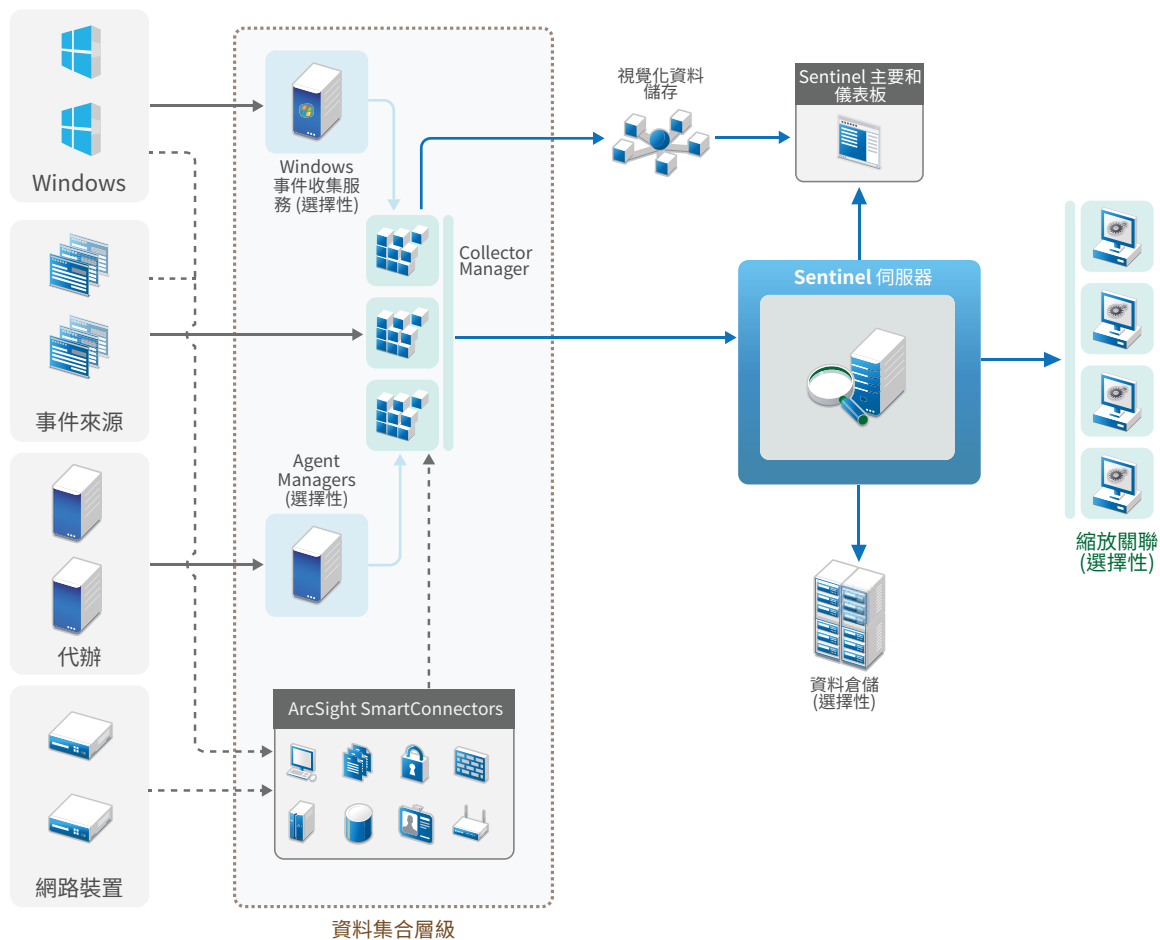 Windows
事件來源
代辦
網路裝置
Windows
事件收集服
務 (選擇性)
Collector
Manager
Agent
Managers
(選擇性)
ArcSight SmartConnectors
資料集合層級
視覺化資料
儲存
Sentinel 主要和
儀表板
Sentinel 伺服器
資料倉儲
(選擇性)
縮放關聯
(選擇性)